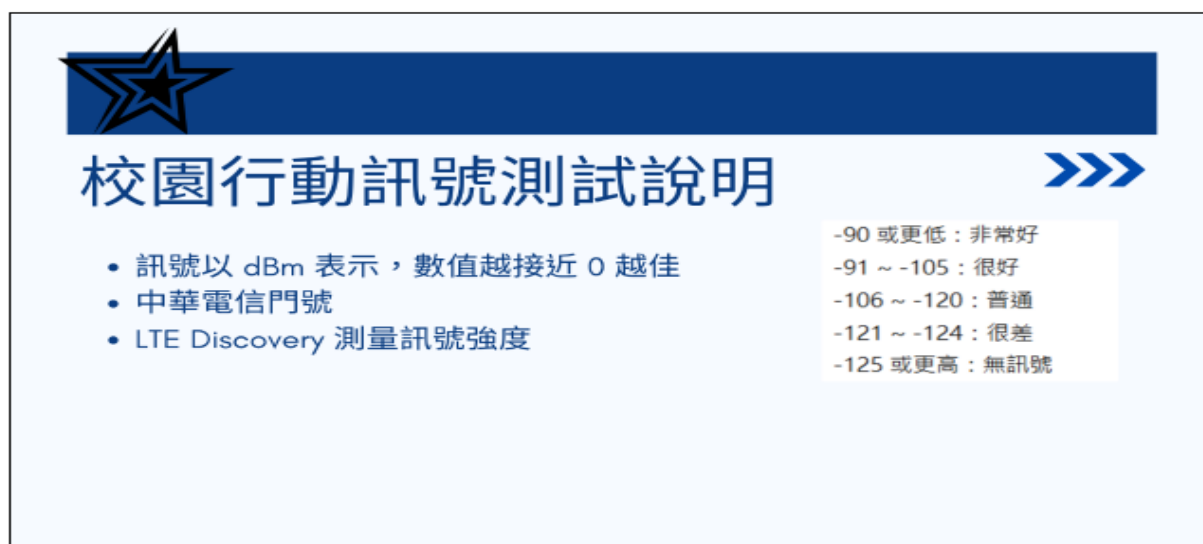 校園行動訊號測試說明
• 訊號以 dBm 表示，數值越接近 0 越佳
• 中華電信門號
• LTE Discovery 測量訊號強度
-90 或更低：非常好
-91 ~ -105：很好
-106 ~ -120：普通
-121 ~ -124：很差
-125 或更高：無訊號